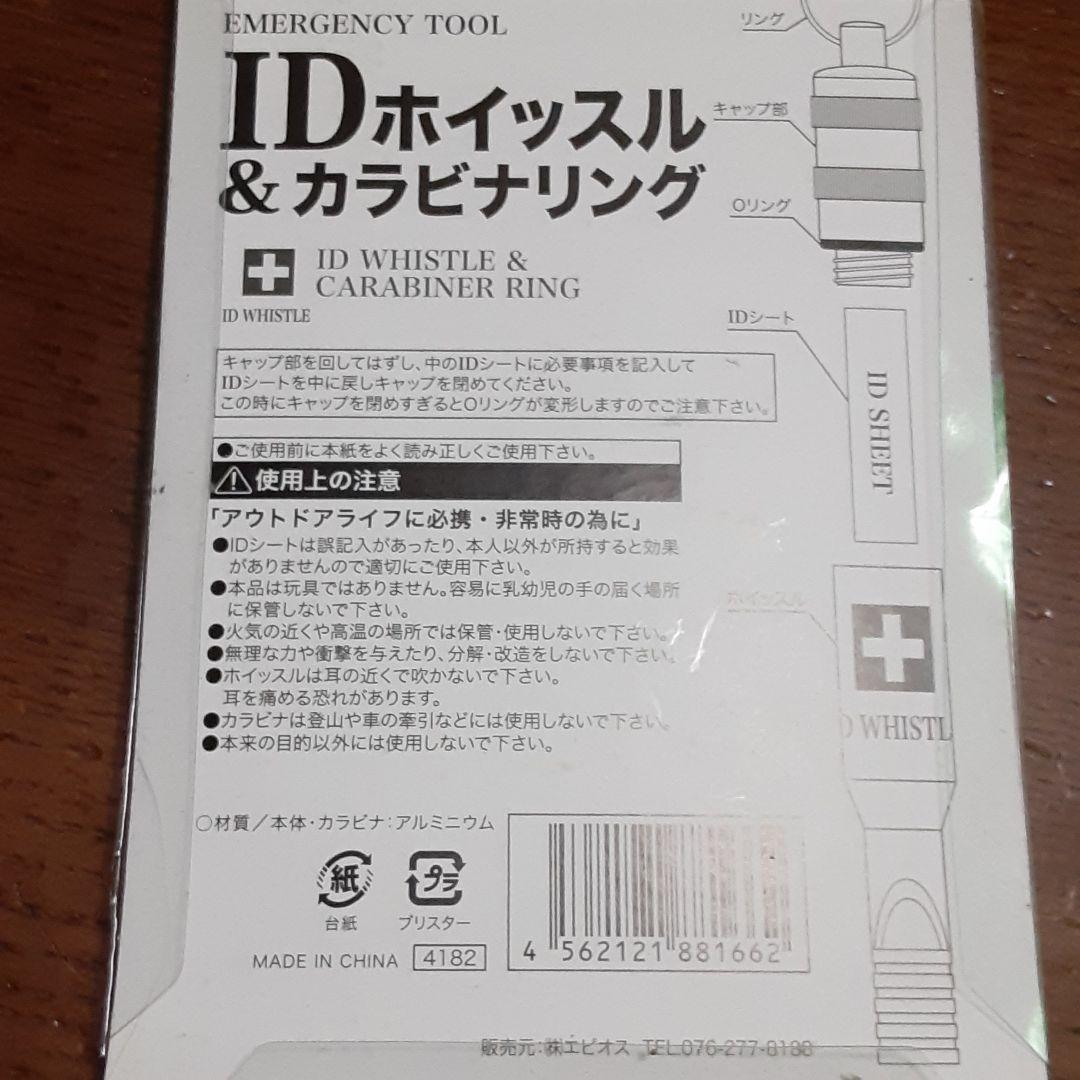 EMERGENCY TOOL
IDホイッスル
&カラビナリング
ID WHISTLE &
CARABINER RING
ID WHISTLE
リング
キャップ部
Oリング
IDシート
ID SHEET
ホイッスル
ID WHISTL
キャップ部を回してはずし、中のIDシートに必要事項を記入して
IDシートを中に戻しキャップを閉めてください。
この時にキャップを閉めすぎるとOリングが変形しますのでご注意下さい。
●ご使用前に本紙をよく読み正しくご使用下さい。
使用上の注意
「アウトドアライフに必携・非常時の為に」
●IDシートは誤記入があったり、本人以外が所持すると効果
がありませんので適切にご使用下さい。
●本品は玩具ではありません。容易に乳幼児の手の届く場所
に保管しないで下さい。
●火気の近くや高温の場所では保管・使用しないで下さい。
●無理な力や衝撃を与えたり、分解・改造をしないで下さい。
●ホイッスルは耳の近くで吹かないで下さい。
耳を痛める恐れがあります。
●カラビナは登山や車の牽引などには使用しないで下さい。
●本来の目的以外には使用しないで下さい。
○材質/本体・カラビナ:アルミニウム
紙
プラ
台紙
ブリスター
MADE IN CHINA 4182
4 562121 881662
販売元:㈱エピオス TEL.076-277-8188